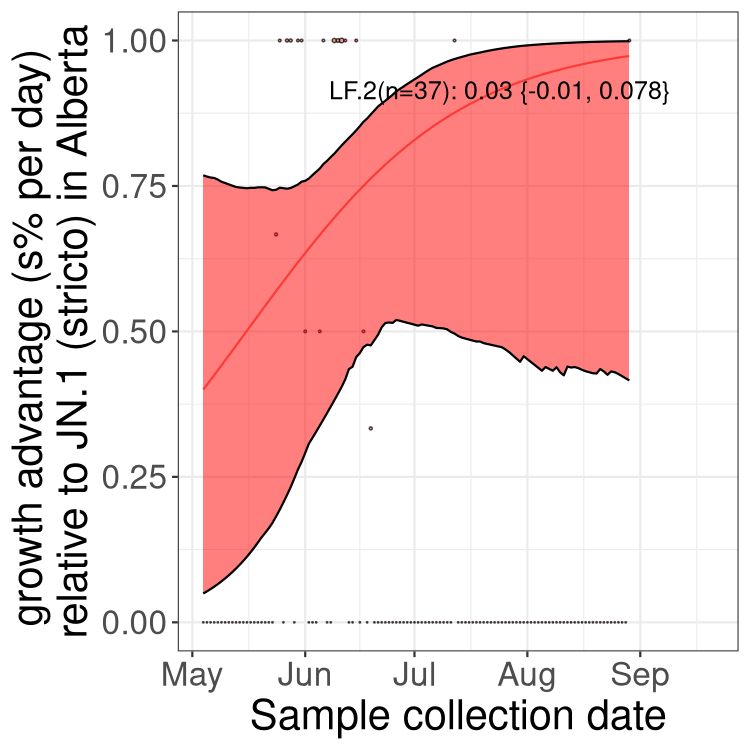 growth advantage (s% per day)
relative to JN.1 (stricto) in Alberta
1.00
0.75
0.50
0.25
0.00
LF.2(n=37): 0.03 {-0.01, 0.078}
May Jun Jul Aug Sep
Sample collection date